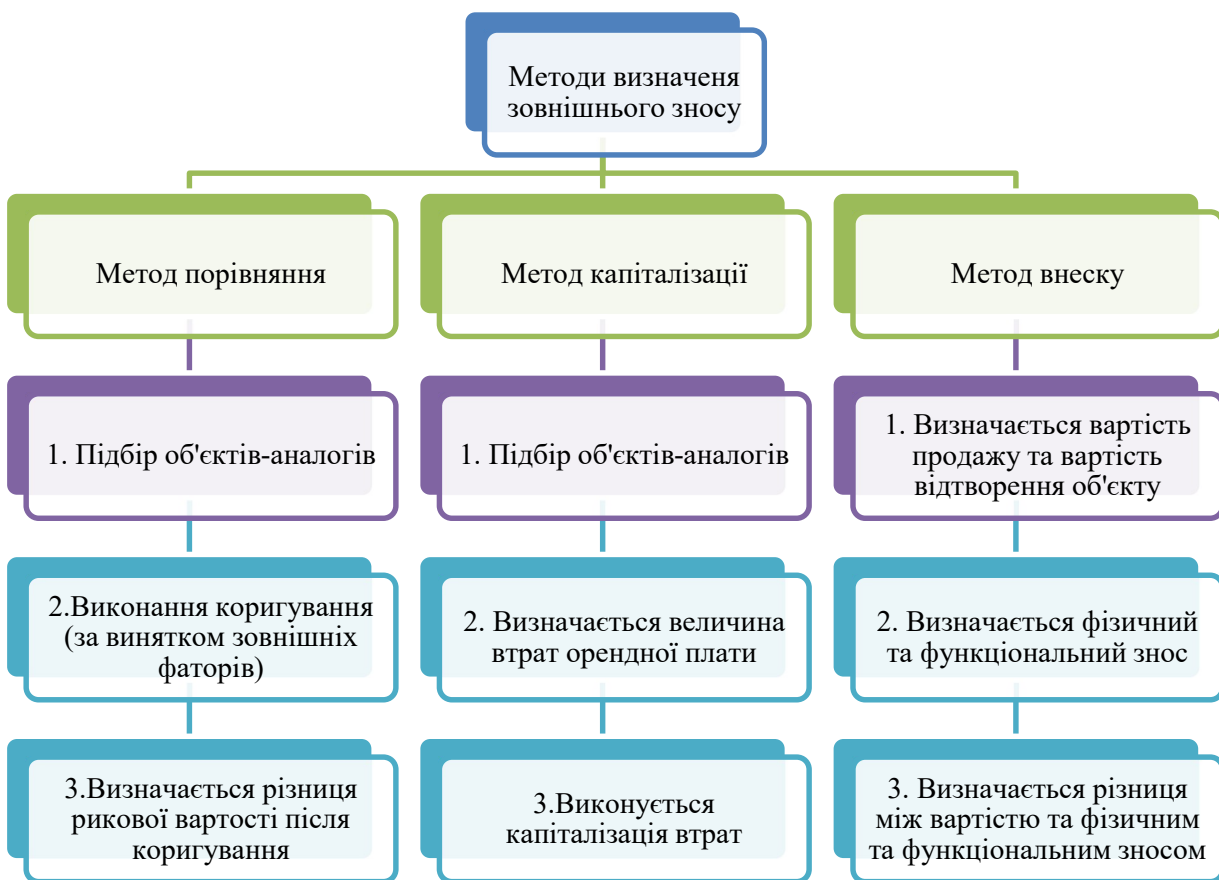 Методи визначеня
зовнішнього зносу
Метод порівняння
Метод капіталізації
Метод внеску
1. Підбір об'єктів-аналогів
1. Підбір об'єктів-аналогів
1. Визначається вартість
продажу та вартість
відтворення об'єкту
2.Виконання коригування
(за винятком зовнішніх
фаторів)
2. Визначається величина
втрат орендної плати
2. Визначається фізичний
та функціональний знос
3.Визначається різниця
рикової вартості після
коригування
3.Виконується
капіталізація втрат
3. Визначається різниця
між вартістю та фізичним
та функціональним зносом